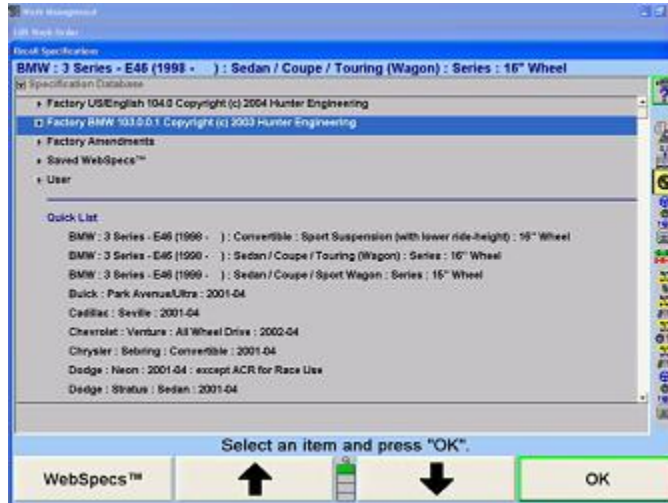 Work Management
Edit Work Order
Recall Specifications
BMW : 3 Series - E46 (1998 - ) : Sedan / Coupe / Touring (Wagon) : Series : 16" Wheel
Specification Database
Factory US/English 104.0 Copyright (c) 2004 Hunter Engineering
Factory BMW 103.0.0.1 Copyright (c) 2003 Hunter Engineering
Factory Amendments
Saved WebSpecs™
User
Quick List
BMW : 3 Series - E46 (1998 - ) : Convertible : Sport Suspension (with lower ride-height) : 16" Wheel
BMW : 3 Series - E46 (1998 - ) : Sedan / Coupe / Touring (Wagon) : Series : 16" Wheel
BMW : 3 Series - E46 (1999 - ) : Sedan / Coupe / Sport Wagon : Series : 15" Wheel
Buick : Park Avenue/Ultra : 2001-04
Cadillac : Seville : 2001-04
Chevrolet : Venture : All Wheel Drive : 2002-04
Chrysler : Sebring : Convertible : 2001-04
Dodge : Neon : 2001-04 : except ACR for Race Use
Dodge : Stratus : Sedan : 2001-04
Select an item and press "OK".
WebSpecs™
OK